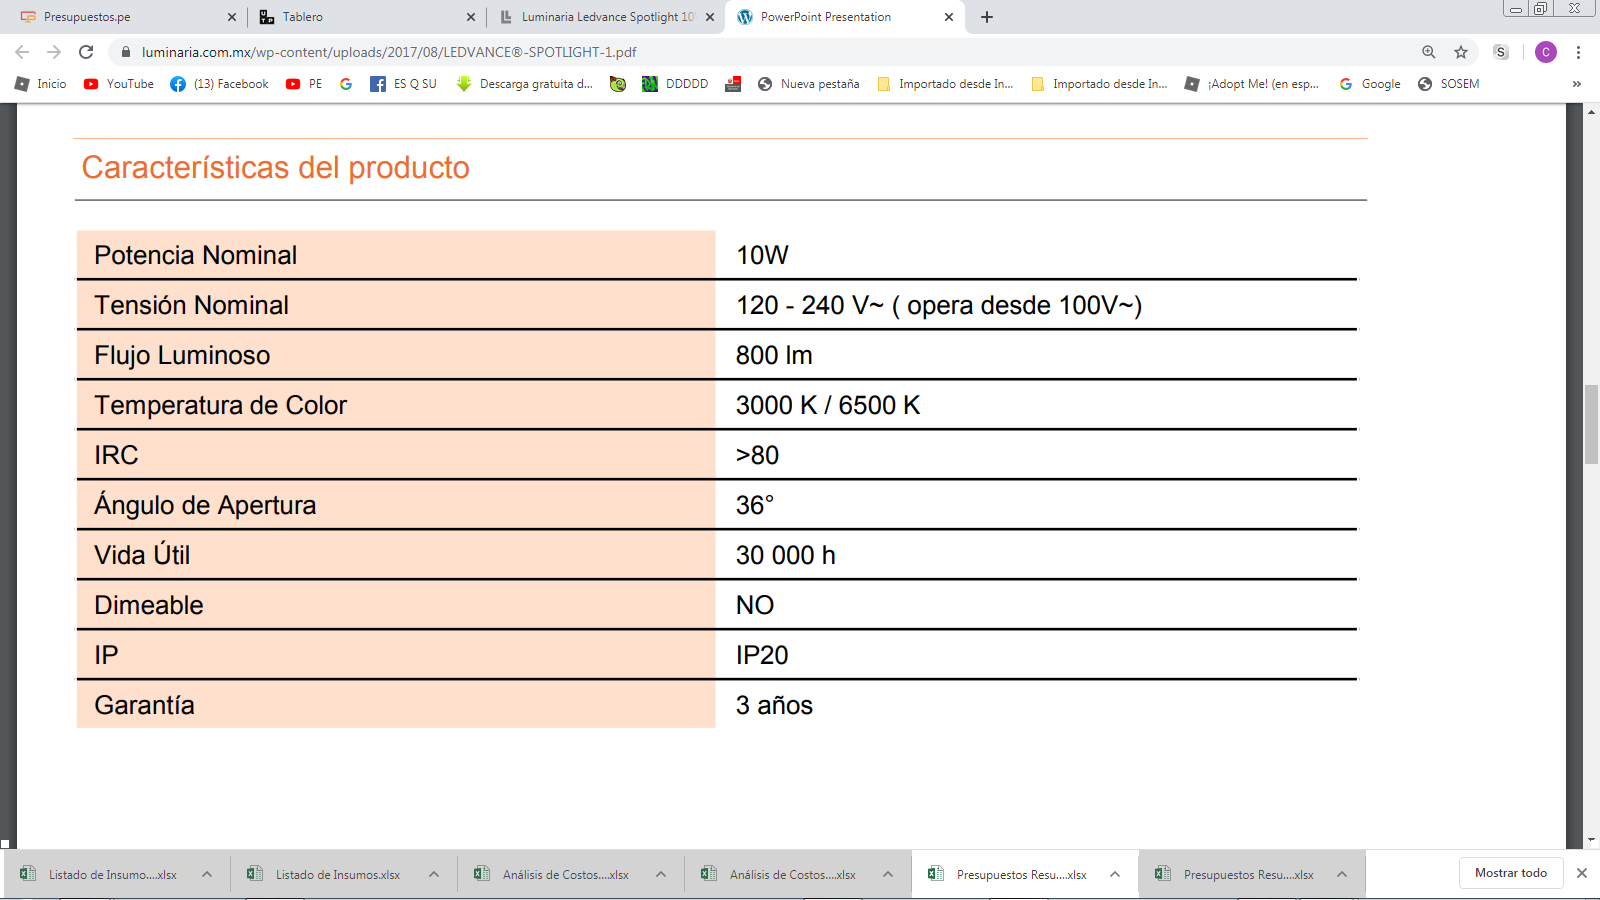 Presupuestos.pe
Tablero
Luminaria Ledvance Spotlight 10
PowerPoint Presentation
luminaria.com.mx/wp-content/uploads/2017/08/LEDVANCE®-SPOTLIGHT-1.pdf
S
C
Inicio
YouTube
(13) Facebook
PE
ES Q SU
Descarga gratuita d...
DDDDD
Nueva pestaña
Importado desde In...
Importado desde In...
¡Adopt Me! (en esp...
Google
SOSEM
»
Características del producto
Potencia Nominal 10W
Tensión Nominal 120 - 240 V~ ( opera desde 100V~)
Flujo Luminoso 800 lm
Temperatura de Color 3000 K / 6500 K
IRC >80
Ángulo de Apertura 36°
Vida Útil 30 000 h
Dimeable NO
IP IP20
Garantía 3 años
Listado de Insumo....xlsx
Listado de Insumos.xlsx
Análisis de Costos....xlsx
Análisis de Costos....xlsx
Presupuestos Resu....xlsx
Presupuestos Resu....xlsx
Mostrar todo